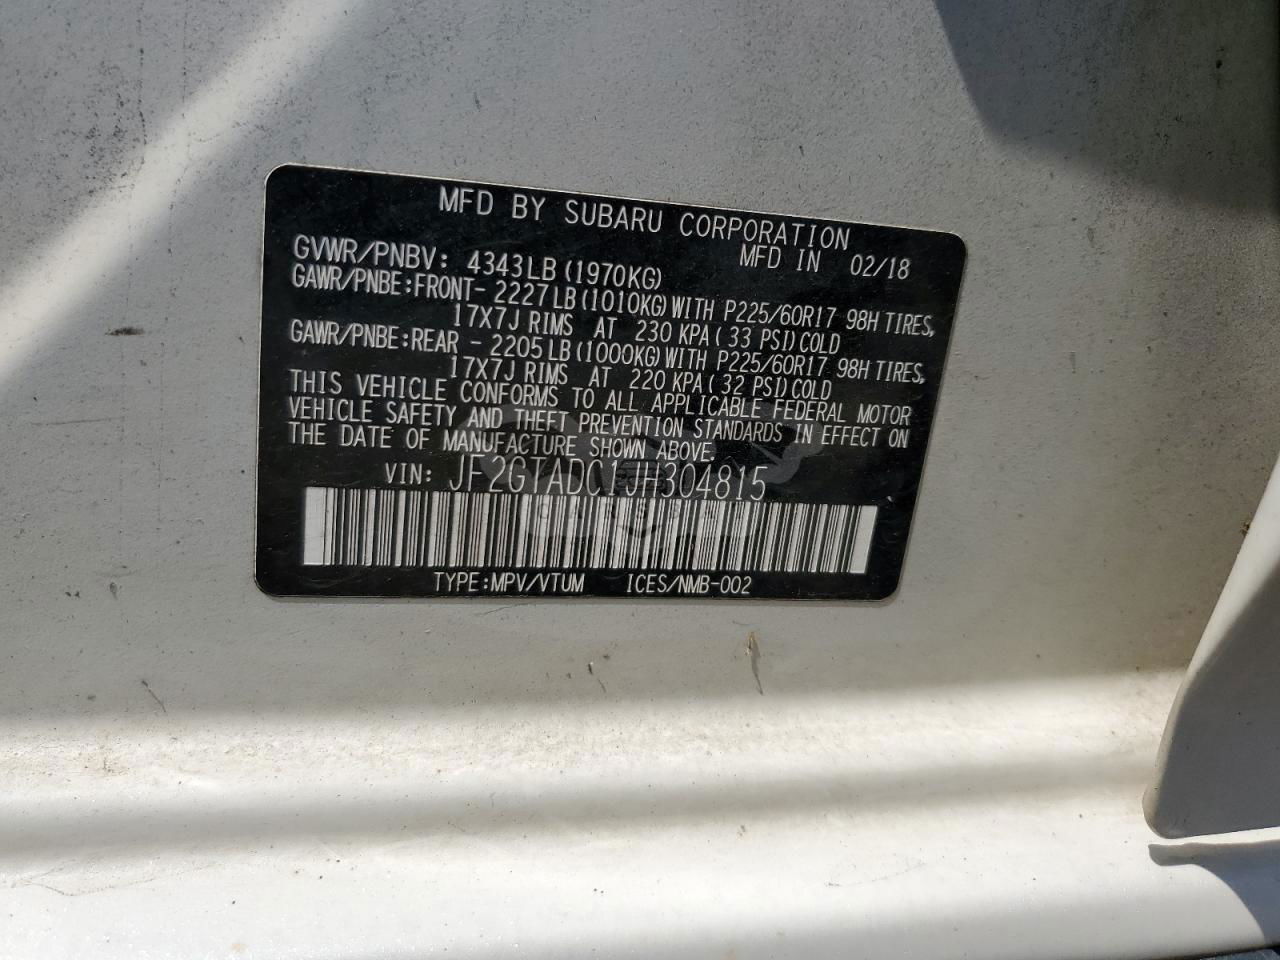 MFD BY SUBARU CORPORATION
MFD IN 02/18
GVWR/PNBV: 4343LB(1970KG)
GAWR/PNBE:FRONT- 2227LB(1010KG)WITH P225/60R17 98H TIRES,
17X7J RIMS AT 230 KPA(33 PSI)COLD
GAWR/PNBE:REAR - 2205LB(1000KG)WITH P225/60R17 98H TIRES,
17X7J RIMS AT 220 KPA(32 PSI)COLD
THIS VEHICLE CONFORMS TO ALL APPLICABLE FEDERAL MOTOR
VEHICLE SAFETY AND THEFT PREVENTION STANDARDS IN EFFECT ON
THE DATE OF MANUFACTURE SHOWN ABOVE.
VIN: JF2GTADC1JH304815
TYPE:MPV/VTUM ICES/NMB-002